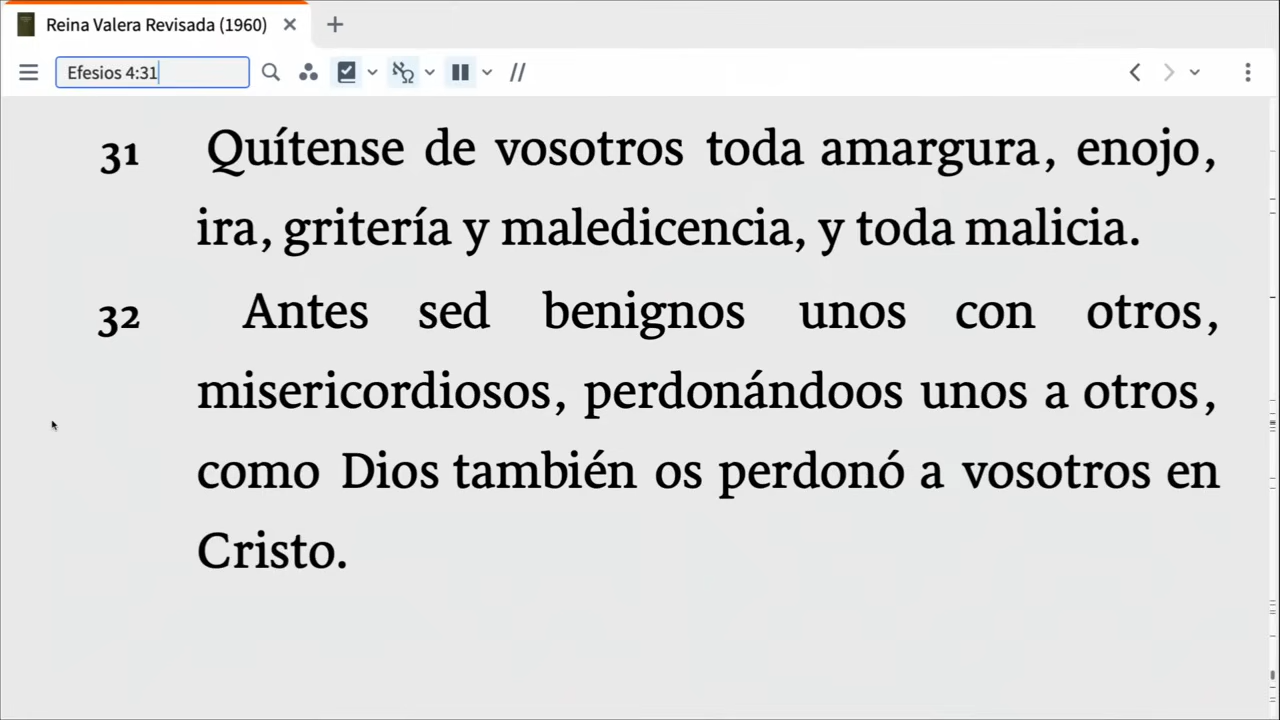 Reina Valera Revisada (1960)
Efesios 4:31
31 Quítense de vosotros toda amargura, enojo,
ira, gritería y maledicencia, y toda malicia.
32 Antes sed benignos unos con otros,
misericordiosos, perdonándoos unos a otros,
como Dios también os perdonó a vosotros en
Cristo.